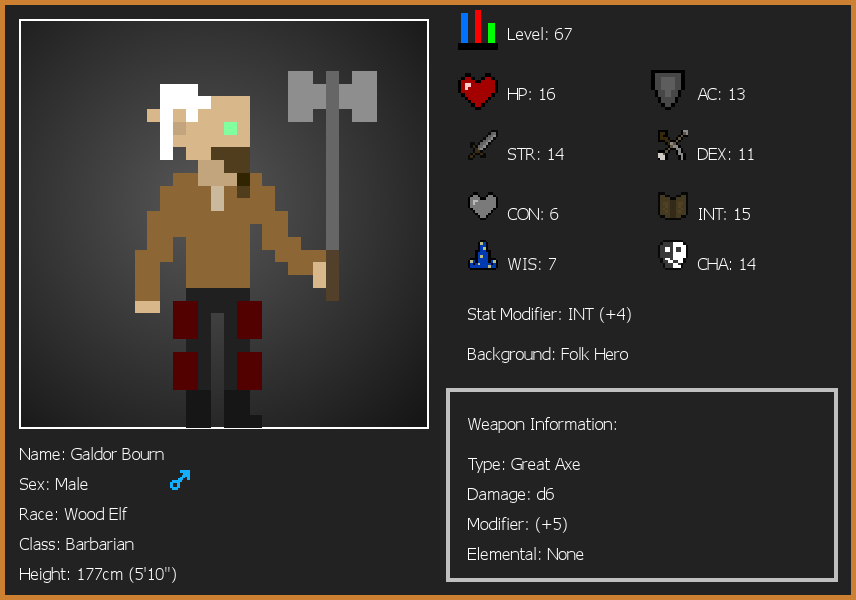 Level: 67
HP: 16
AC: 13
STR: 14
DEX: 11
CON: 6
INT: 15
WIS: 7
CHA: 14
Stat Modifier: INT (+4)
Background: Folk Hero
Weapon Information:
Type: Great Axe
Damage: d6
Modifier: (+5)
Elemental: None
Name: Galdor Bourn
Sex: Male
Race: Wood Elf
Class: Barbarian
Height: 177cm (5'10")